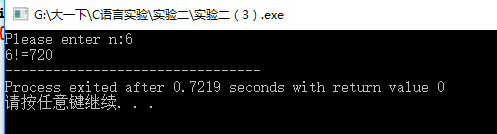 G:\大一下\C语言实验\实验二\实验二（3）.exe
Please enter n:6
6!=720
--------------------------------
Process exited after 0.7219 seconds with return value 0
请按任意键继续. . .